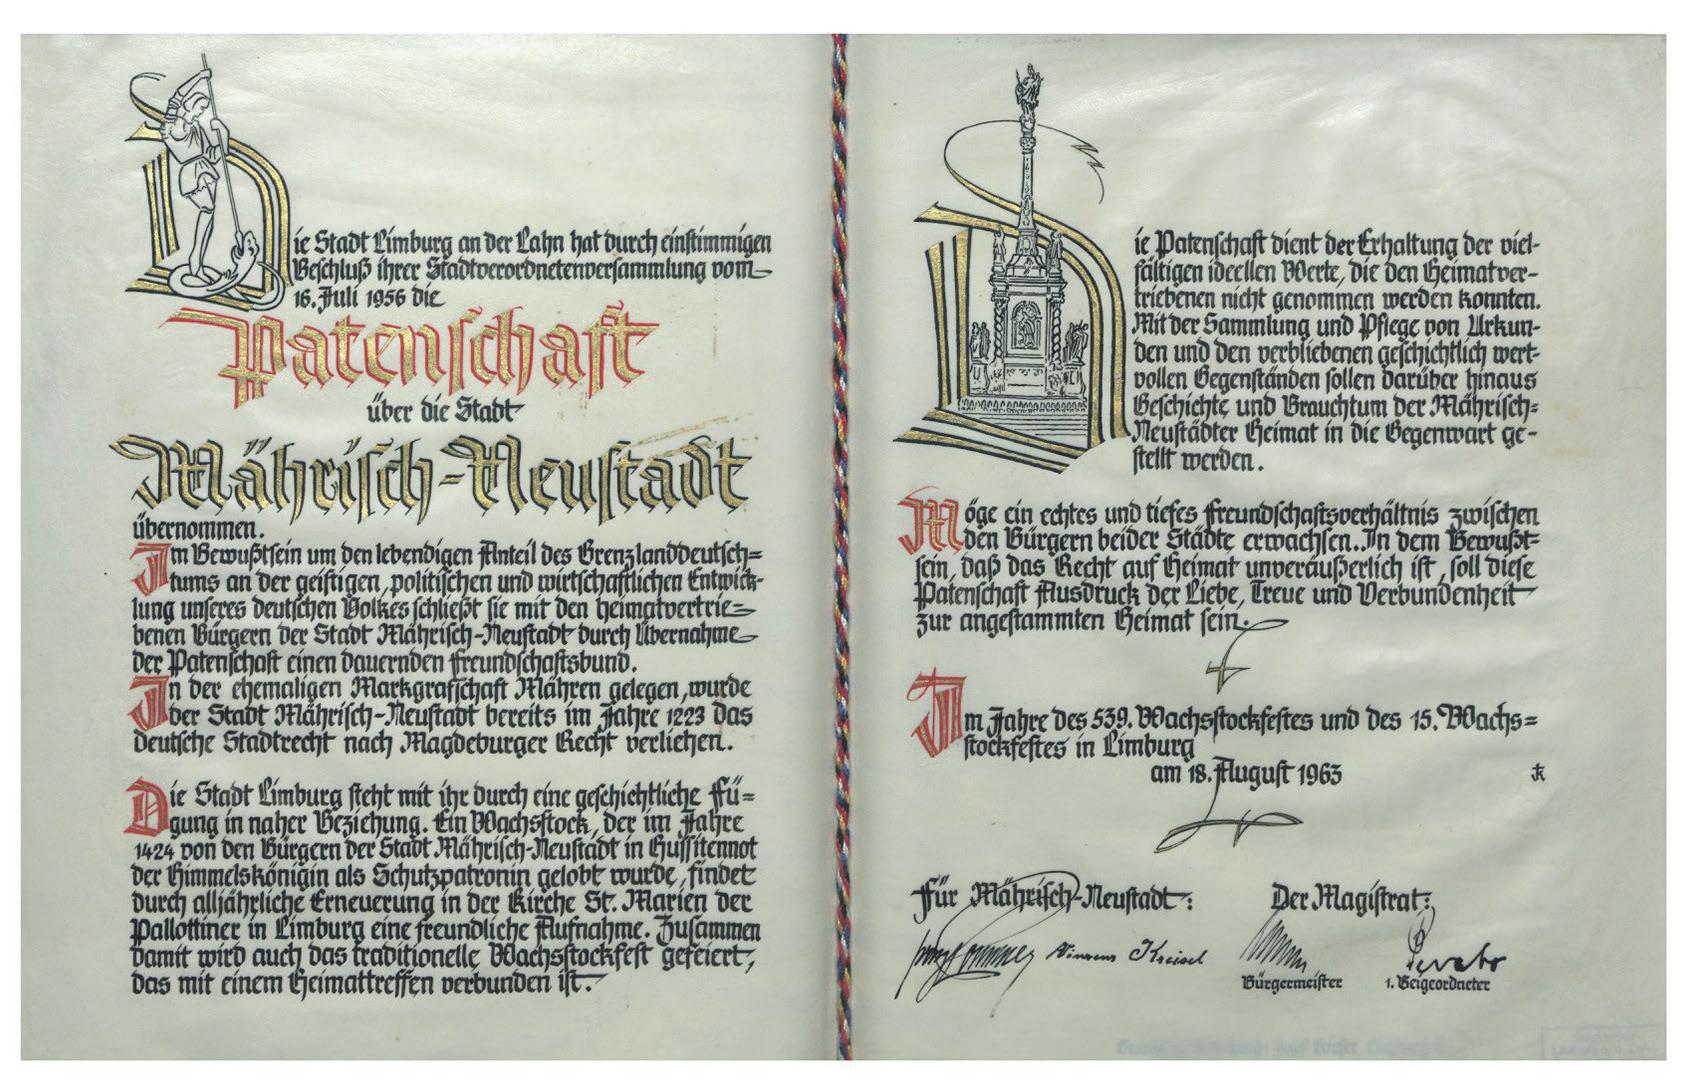 Die Stadt Limburg an der Lahn hat durch einstimmigen
Beschluß ihrer Stadtverordnetenversammlung vom
16. Juli 1956 die
Patenschaft
über die Stadt
Mährisch-Neustadt
übernommen.
Im Bewußtsein um den lebendigen Anteil des Grenzlanddeutsch=
tums an der geistigen, politischen und wirtschaftlichen Entwick-
lung unseres deutschen Volkes schließt sie mit den heimatvertrie=
benen Bürgern der Stadt Mährisch-Neustadt durch Übernahme
der Patenschaft einen dauernden Freundschaftsbund.
In der ehemaligen Markgrafschaft Mähren gelegen, wurde
der Stadt Mährisch-Neustadt bereits im Jahre 1223 das
deutsche Stadtrecht nach Magdeburger Recht verliehen.
Die Stadt Limburg steht mit ihr durch eine geschichtliche Fü=
gung in naher Beziehung. Ein Wachsstock, der im Jahre
1424 von den Bürgern der Stadt Mährisch-Neustadt in Hussitennot
der Himmelskönigin als Schutzpatronin gelobt wurde, findet
durch alljährliche Erneuerung in der Kirche St. Marien der
Pallottiner in Limburg eine freundliche Aufnahme. Zusammen
damit wird auch das traditionelle Wachsstockfest gefeiert,
das mit einem Heimattreffen verbunden ist.
Die Patenschaft dient der Erhaltung der viel-
fältigen ideellen Werte, die den Heimatver-
triebenen nicht genommen werden konnten.
Mit der Sammlung und Pflege von Urkun-
den und den verbliebenen geschichtlich wert-
vollen Gegenständen sollen darüber hinaus
Geschichte und Brauchtum der Mährisch=
Neustädter Heimat in die Gegenwart ge-
stellt werden.
Möge ein echtes und tiefes Freundschaftsverhältnis zwischen
den Bürgern beider Städte erwachsen. In dem Bewußt=
sein, daß das Recht auf Heimat unveräußerlich ist, soll diese
Patenschaft Ausdruck der Liebe, Treue und Verbundenheit
zur angestammten Heimat sein.
Im Jahre des 539. Wachsstockfestes und des 15. Wachs=
stockfestes in Limburg
am 18. August 1963
Für Mährisch-Neustadt: Der Magistrat:
Kreisel
Bürgermeister 1. Beigeordneter